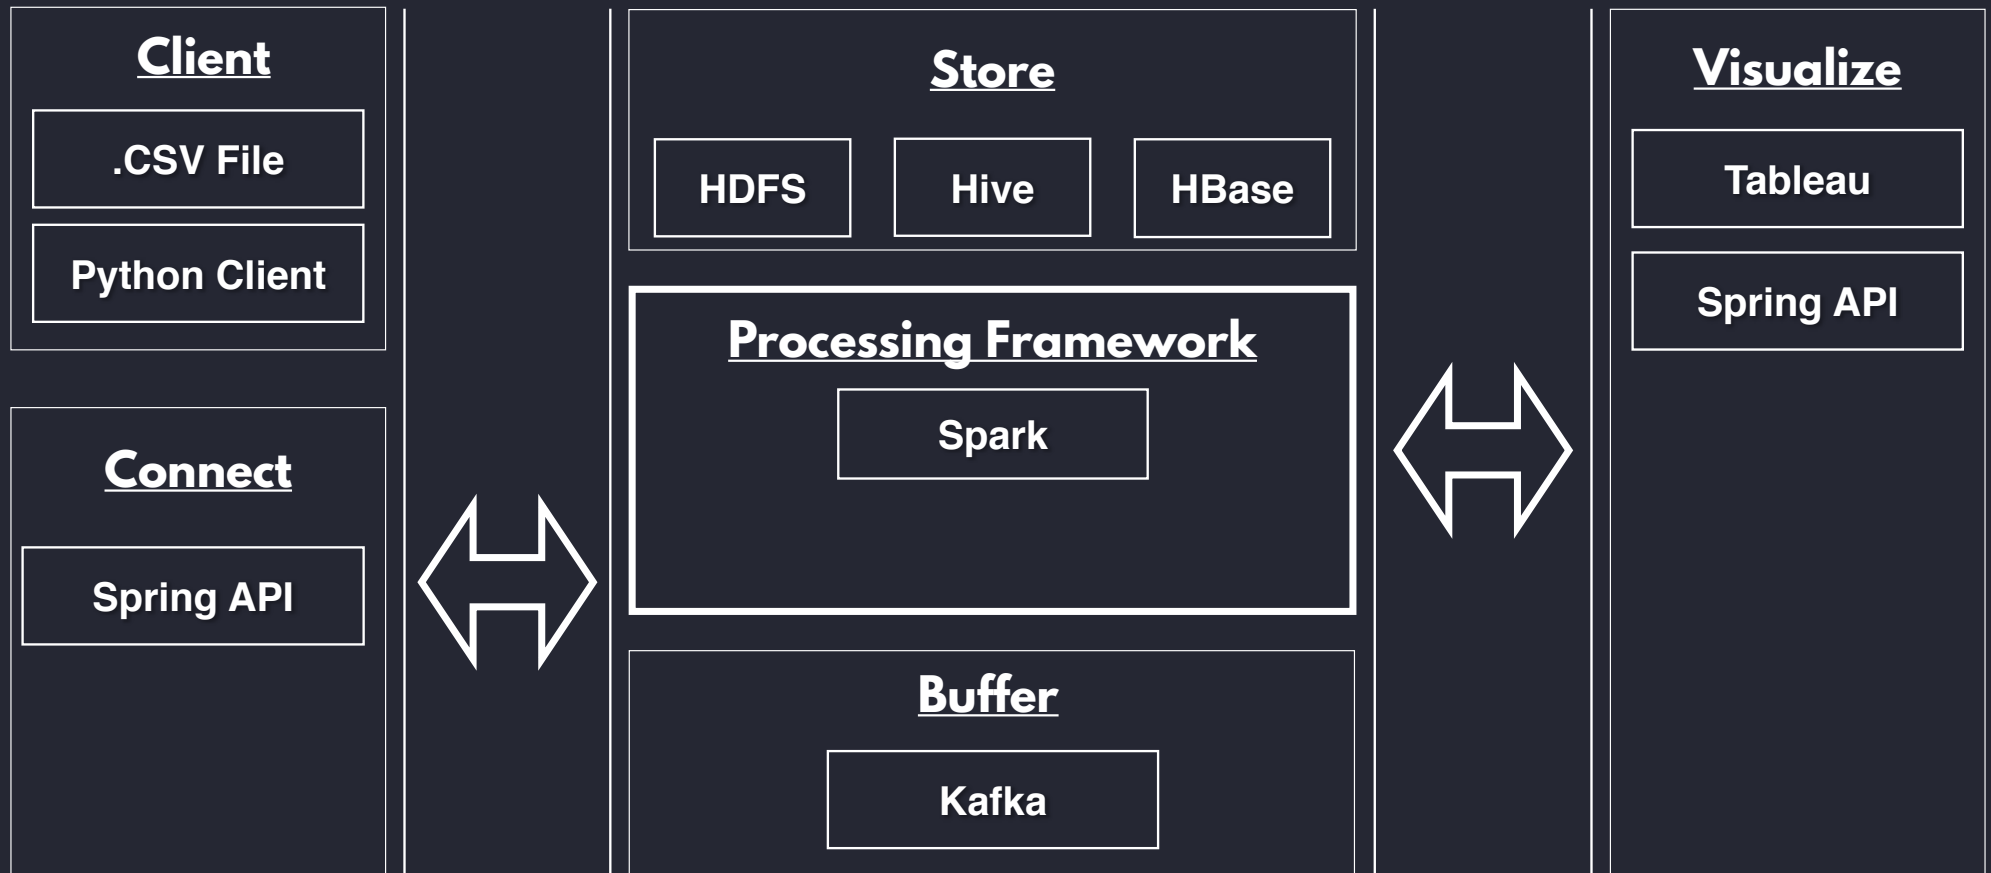 Client
.CSV File
Python Client
Connect
Spring API
Store
HDFS
Hive
HBase
Processing Framework
Spark
Buffer
Kafka
Visualize
Tableau
Spring API